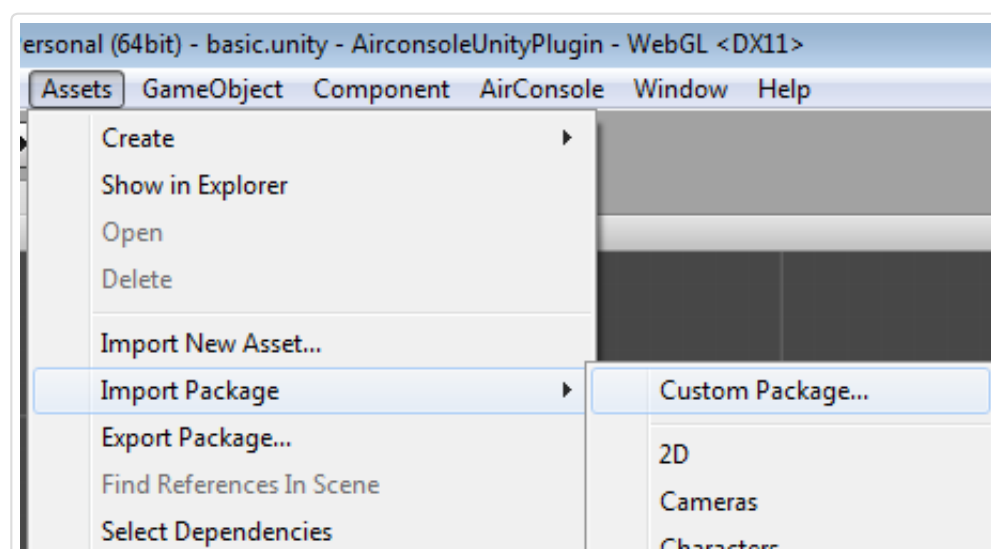 ersonal (64bit) - basic.unity - AirconsoleUnityPlugin - WebGL <DX11>
Assets GameObject Component AirConsole Window Help
Create
Show in Explorer
Open
Delete
Import New Asset...
Import Package
Custom Package...
Export Package...
2D
Find References In Scene
Cameras
Select Dependencies
Characters